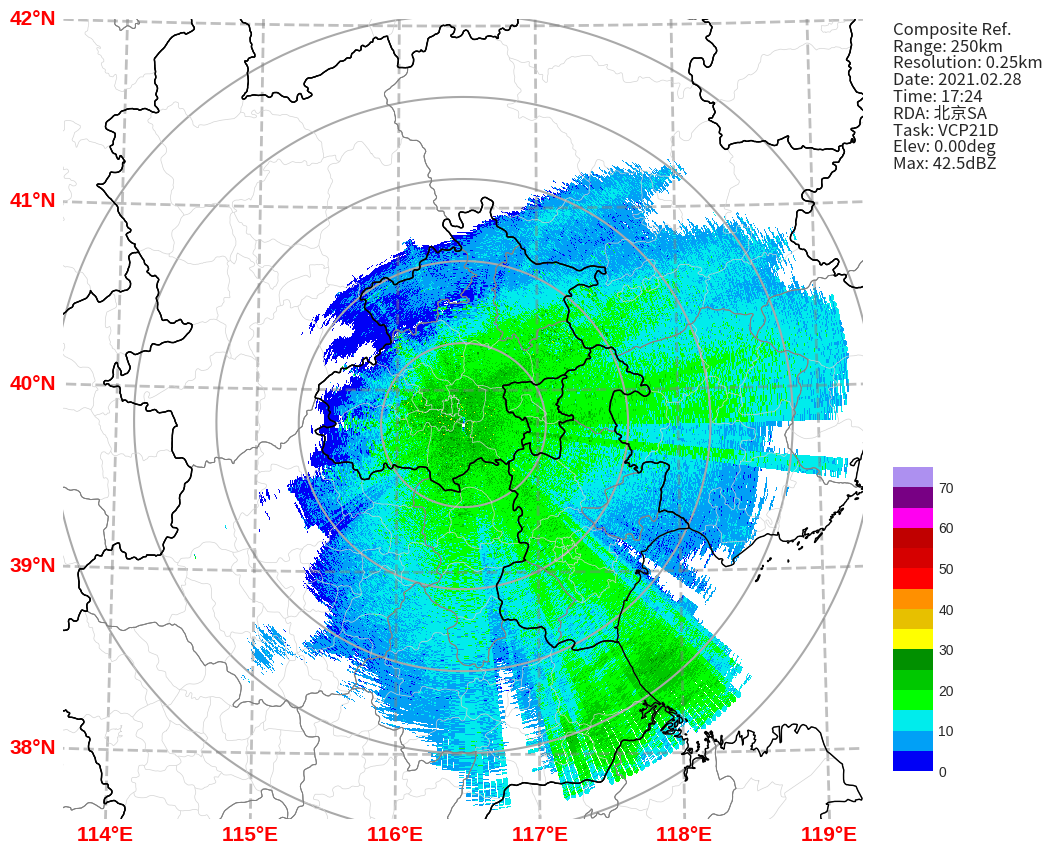 Composite Ref.
Range: 250km
Resolution: 0.25km
Date: 2021.02.28
Time: 17:24
RDA: 北京SA
Task: VCP21D
Elev: 0.00deg
Max: 42.5dBZ
42°N
41°N
40°N
39°N
38°N
114°E
115°E
116°E
117°E
118°E
119°E
70
60
50
40
30
20
10
0